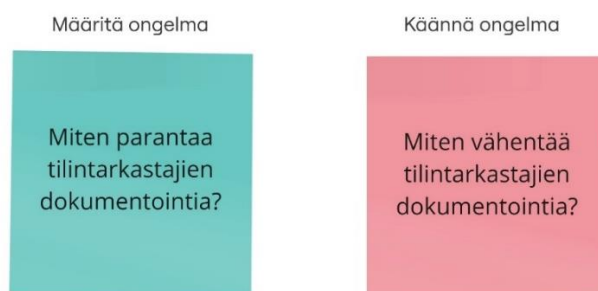 Määritä ongelma
Miten parantaa
tilintarkastajien
dokumentointia?
Käännä ongelma
Miten vähentää
tilintarkastajien
dokumentointia?